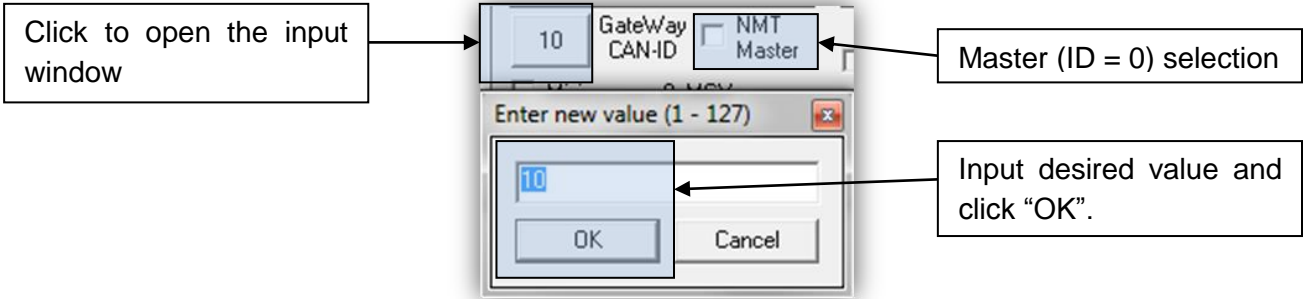 Click to open the input
window
10
GateWay
CAN-ID
NMT
Master
Master (ID = 0) selection
Enter new value (1 - 127)
10
OK
Cancel
Input desired value and
click “OK”.